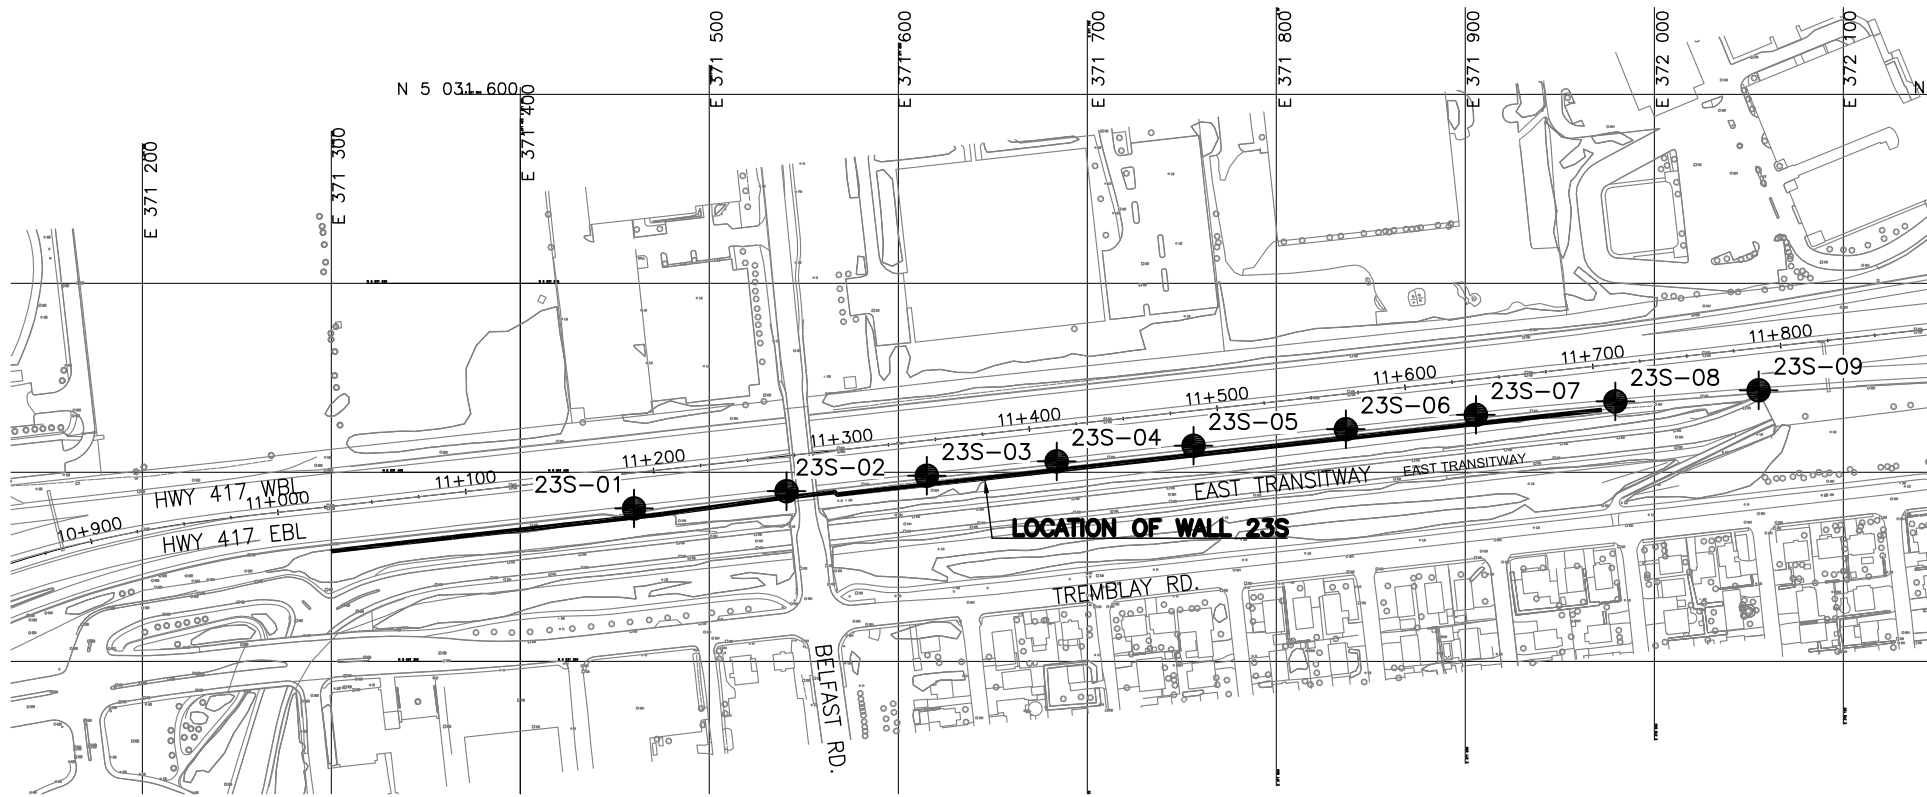 N 5 031 600
E 371 200
E 371 300
E 371 400
E 371 500
E 371 600
E 371 700
E 371 800
E 371 900
E 372 000
E 372 100
N
10+900
11+000
11+100
11+200
11+300
11+400
11+500
11+600
11+700
11+800
HWY 417 WBL
HWY 417 EBL
23S-01
23S-02
23S-03
23S-04
23S-05
23S-06
23S-07
23S-08
23S-09
EAST TRANSITWAY
EAST TRANSITWAY
LOCATION OF WALL 23S
TREMBLAY RD.
BELFAST RD.